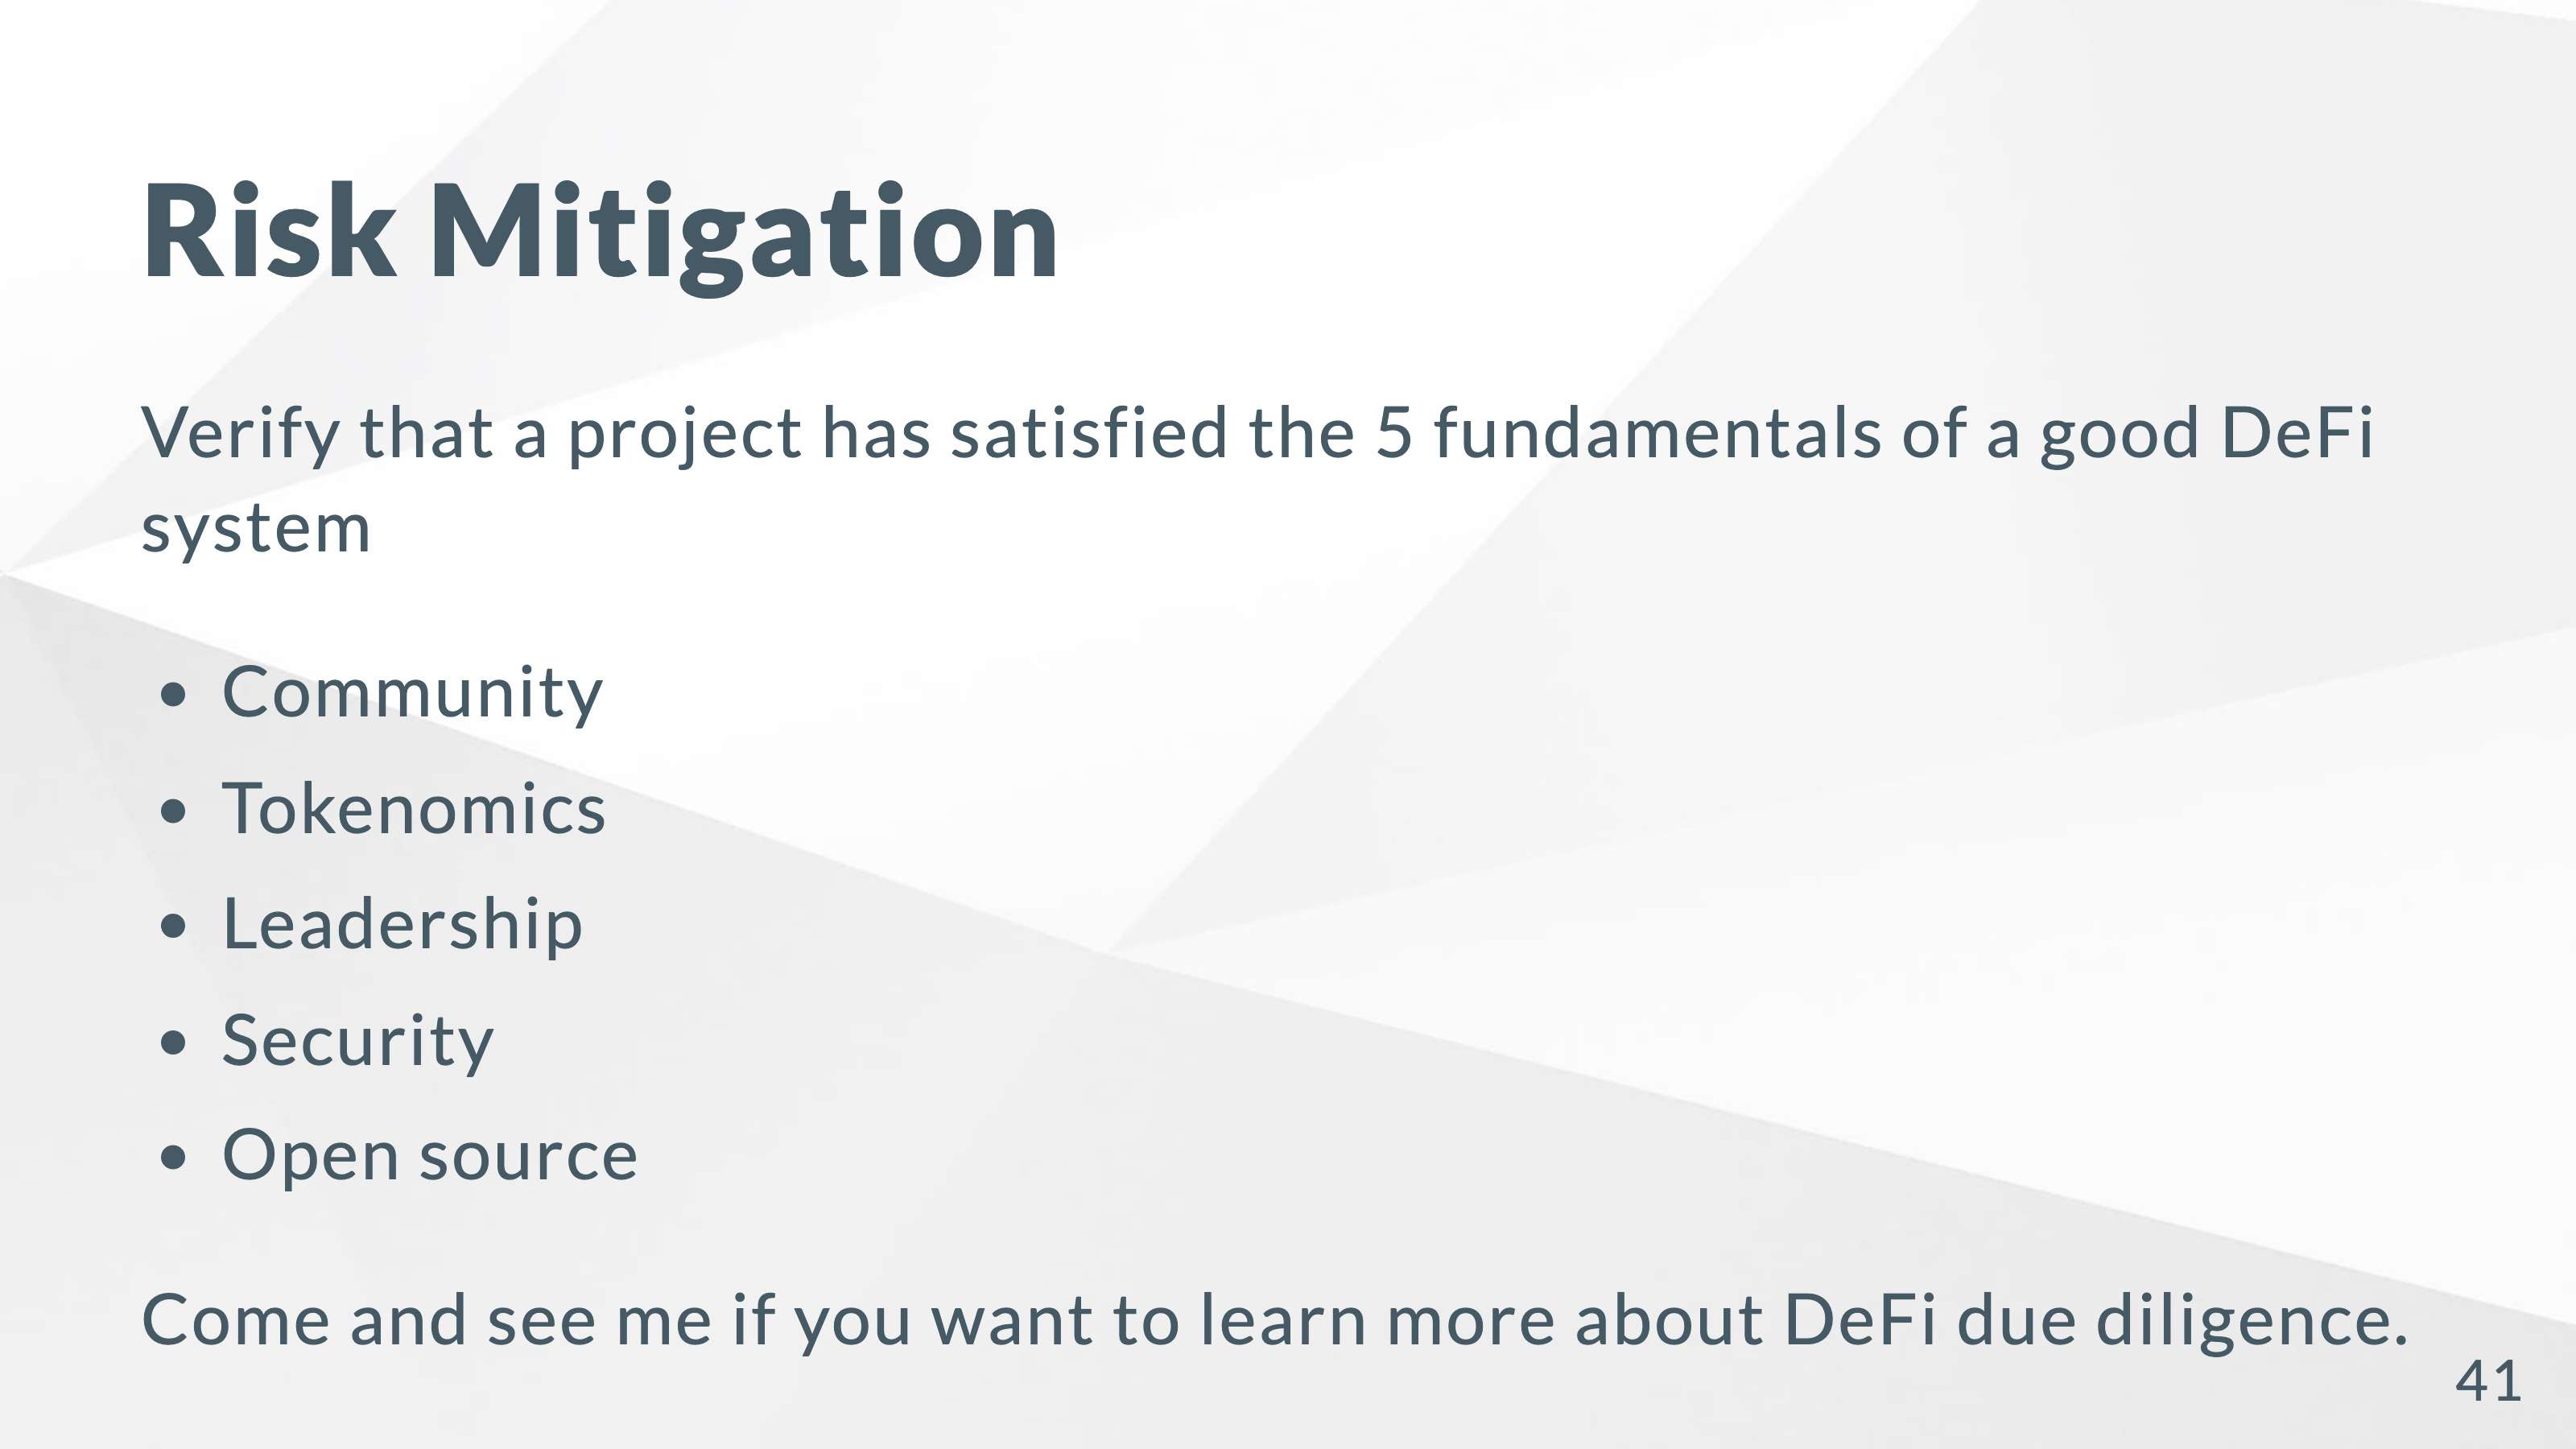 Risk Mitigation
Verify that a project has satisfied the 5 fundamentals of a good DeFi
system
• Community
• Tokenomics
• Leadership
• Security
• Open source
Come and see me if you want to learn more about DeFi due diligence.
41